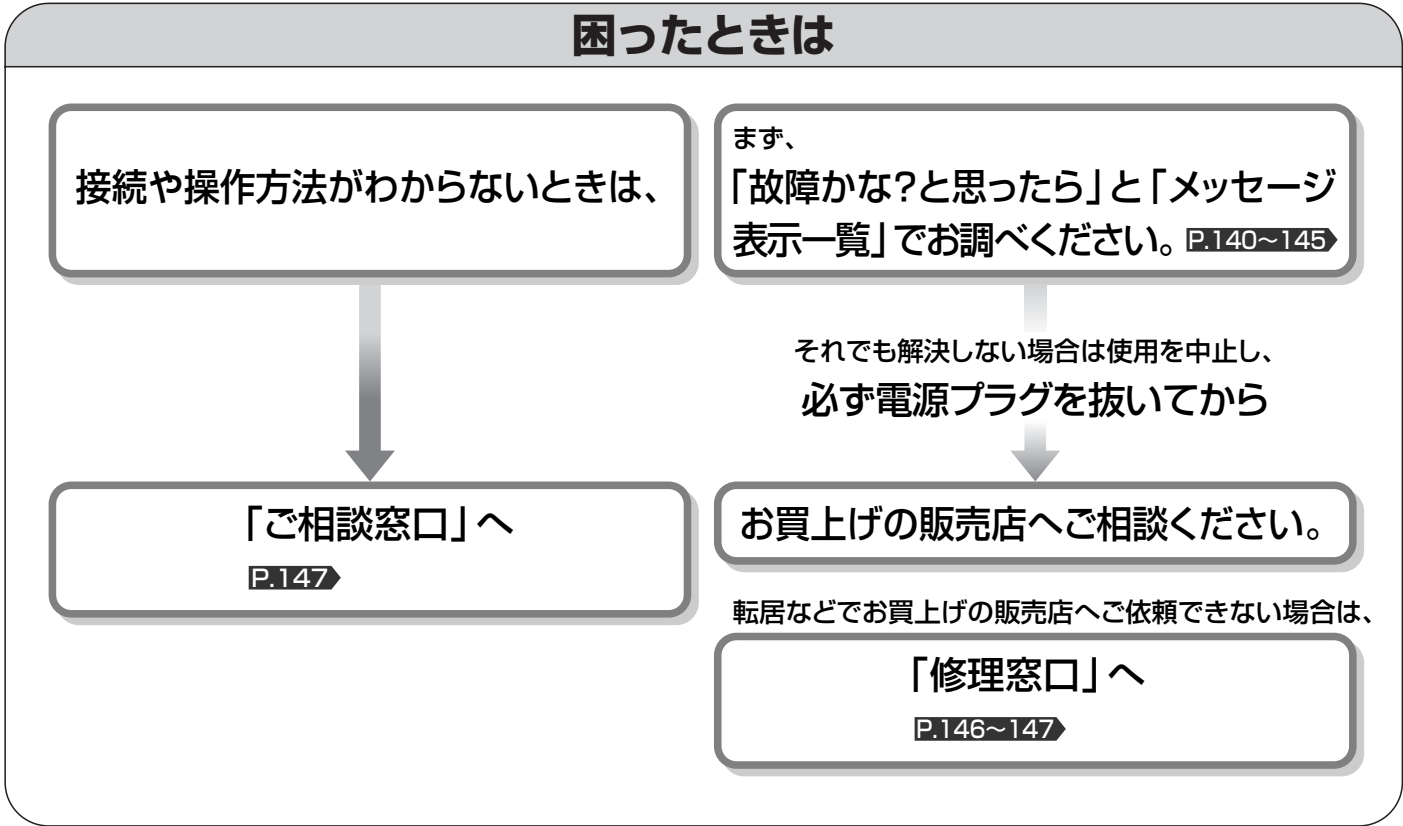 困ったときは
接続や操作方法がわからないときは、
「ご相談窓口」へ
P.147
まず、
「故障かな?と思ったら」と「メッセージ
表示一覧」でお調べください。 P.140～145
それでも解決しない場合は使用を中止し、
必ず電源プラグを抜いてから
お買上げの販売店へご相談ください。
転居などでお買上げの販売店へご依頼できない場合は、
「修理窓口」へ
P.146～147